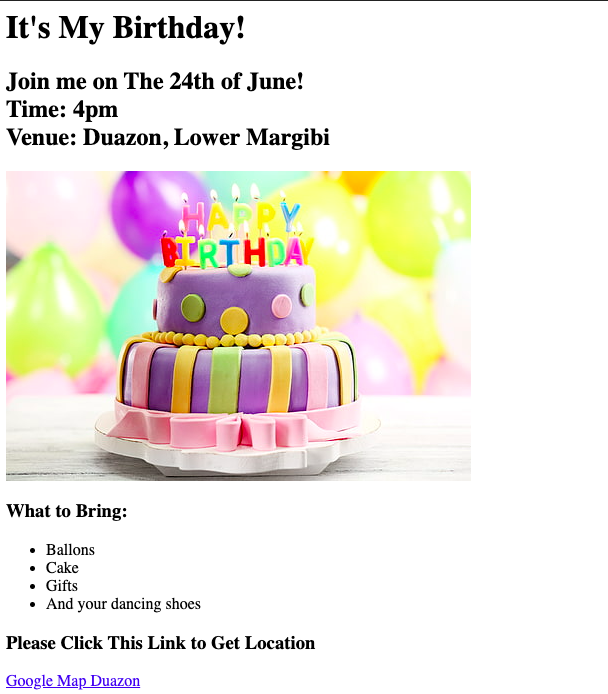 It's My Birthday!
Join me on The 24th of June!
Time: 4pm
Venue: Duazon, Lower Margibi
HAPPY
BIRTHDAY
What to Bring:
Ballons
Cake
Gifts
And your dancing shoes
Please Click This Link to Get Location
Google Map Duazon